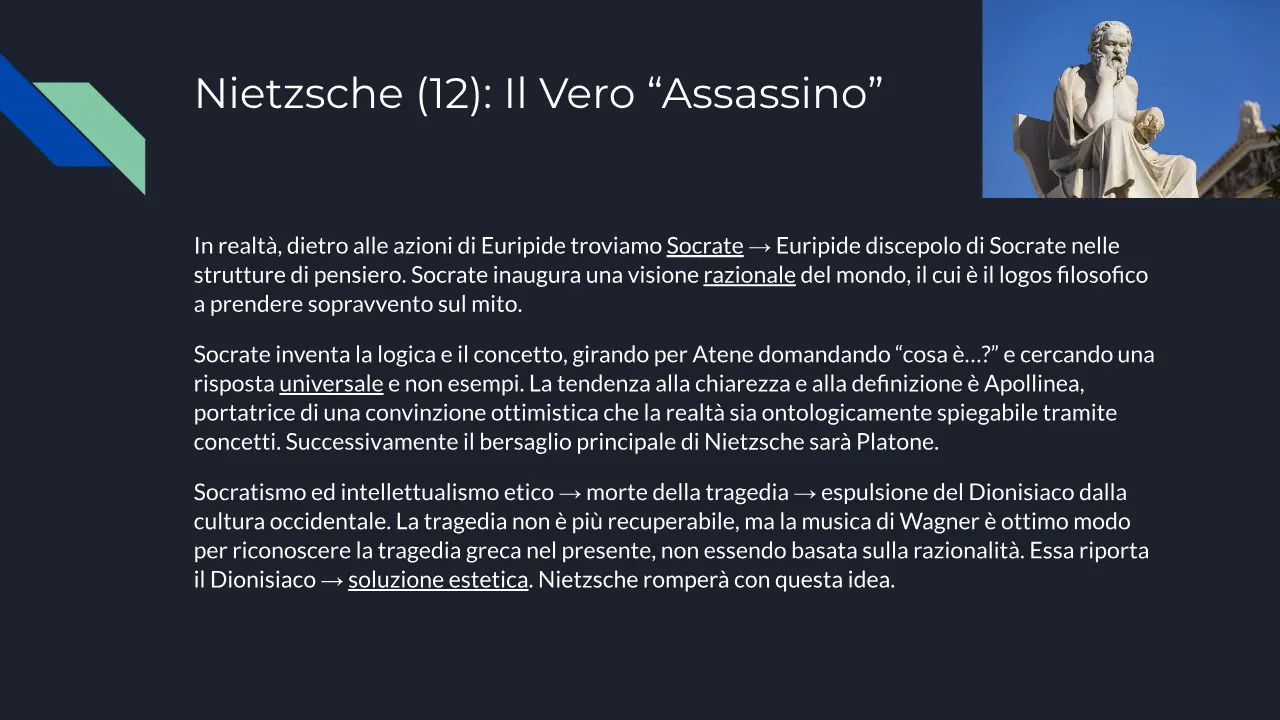 Nietzsche (12): Il Vero “Assassino”
In realtà, dietro alle azioni di Euripide troviamo Socrate → Euripide discepolo di Socrate nelle
strutture di pensiero. Socrate inaugura una visione razionale del mondo, il cui è il logos filosofico
a prendere sopravvento sul mito.
Socrate inventa la logica e il concetto, girando per Atene domandando “cosa è...?” e cercando una
risposta universale e non esempi. La tendenza alla chiarezza e alla definizione è Apollinea,
portatrice di una convinzione ottimistica che la realtà sia ontologicamente spiegabile tramite
concetti. Successivamente il bersaglio principale di Nietzsche sarà Platone.
Socratismo ed intellettualismo etico → morte della tragedia → espulsione del Dionisiaco dalla
cultura occidentale. La tragedia non è più recuperabile, ma la musica di Wagner è ottimo modo
per riconoscere la tragedia greca nel presente, non essendo basata sulla razionalità. Essa riporta
il Dionisiaco → soluzione estetica. Nietzsche romperà con questa idea.